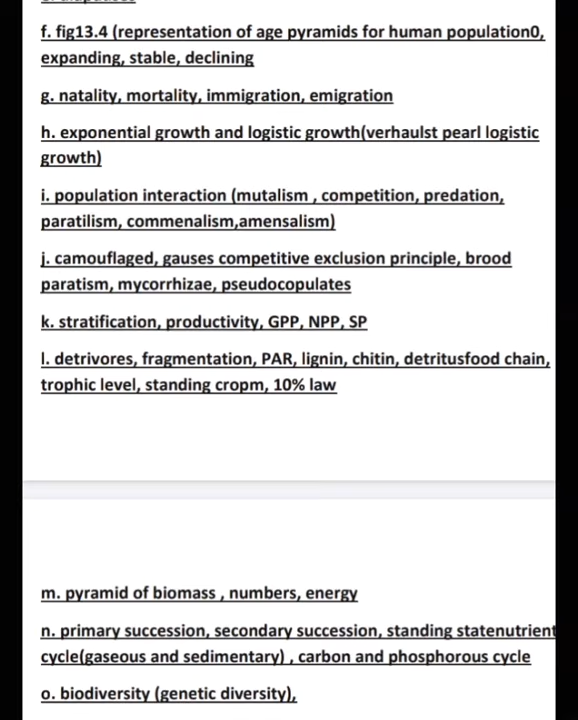 f. fig13.4 (representation of age pyramids for human population0,
expanding, stable, declining
g. natality, mortality, immigration, emigration
h. exponential growth and logistic growth(verhaulst pearl logistic
growth)
i. population interaction (mutalism , competition, predation,
paratilism, commenalism,amensalism)
j. camouflaged, gauses competitive exclusion principle, brood
paratism, mycorrhizae, pseudocopulates
k. stratification, productivity, GPP, NPP, SP
l. detrivores, fragmentation, PAR, lignin, chitin, detritusfood chain,
trophic level, standing cropm, 10% law
m. pyramid of biomass , numbers, energy
n. primary succession, secondary succession, standing statenutrient
cycle(gaseous and sedimentary) , carbon and phosphorous cycle
o. biodiversity (genetic diversity),